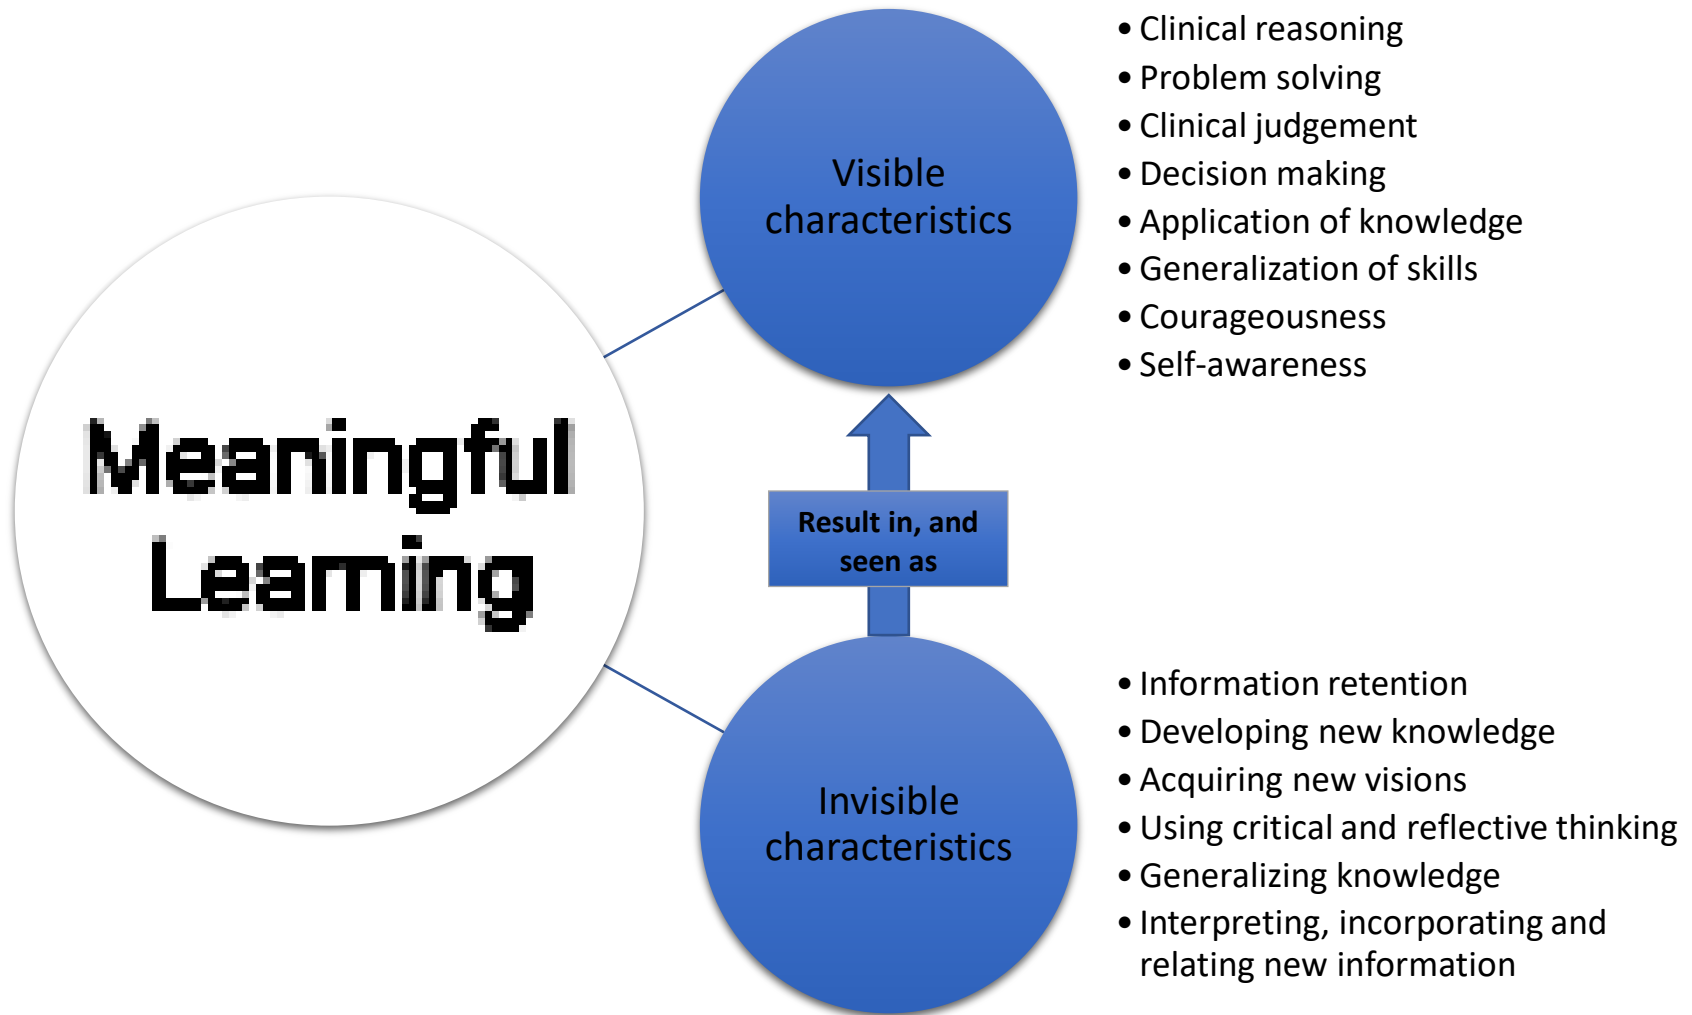 Meaningful
Learning
Visible
characteristics
• Clinical reasoning
• Problem solving
• Clinical judgement
• Decision making
• Application of knowledge
• Generalization of skills
• Courageousness
• Self-awareness
Result in, and
seen as
Invisible
characteristics
• Information retention
• Developing new knowledge
• Acquiring new visions
• Using critical and reflective thinking
• Generalizing knowledge
• Interpreting, incorporating and
relating new information